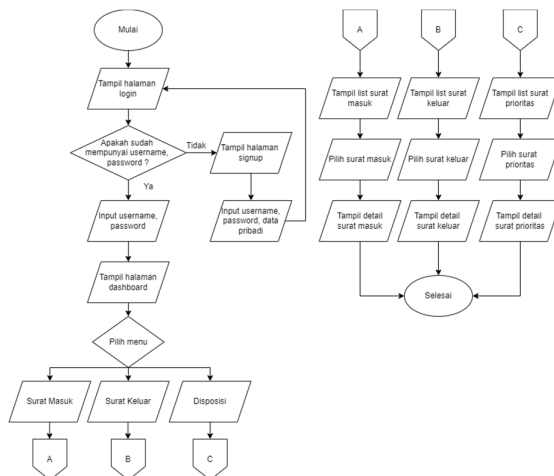 Mulai
Tampil halaman
login
Apakah sudah
mempunyai username,
password ?
Tidak
Tampil halaman
signup
Ya
Input username,
password
Input username,
password, data
pribadi
Tampil halaman
dashboard
Pilih menu
Surat Masuk
Surat Keluar
Disposisi
A
B
C
A
B
C
Tampil list surat
masuk
Tampil list surat
keluar
Tampil list surat
prioritas
Pilih surat masuk
Pilih surat keluar
Pilih surat
prioritas
Tampil detail
surat masuk
Tampil detail
surat keluar
Tampil detail
surat prioritas
Selesai